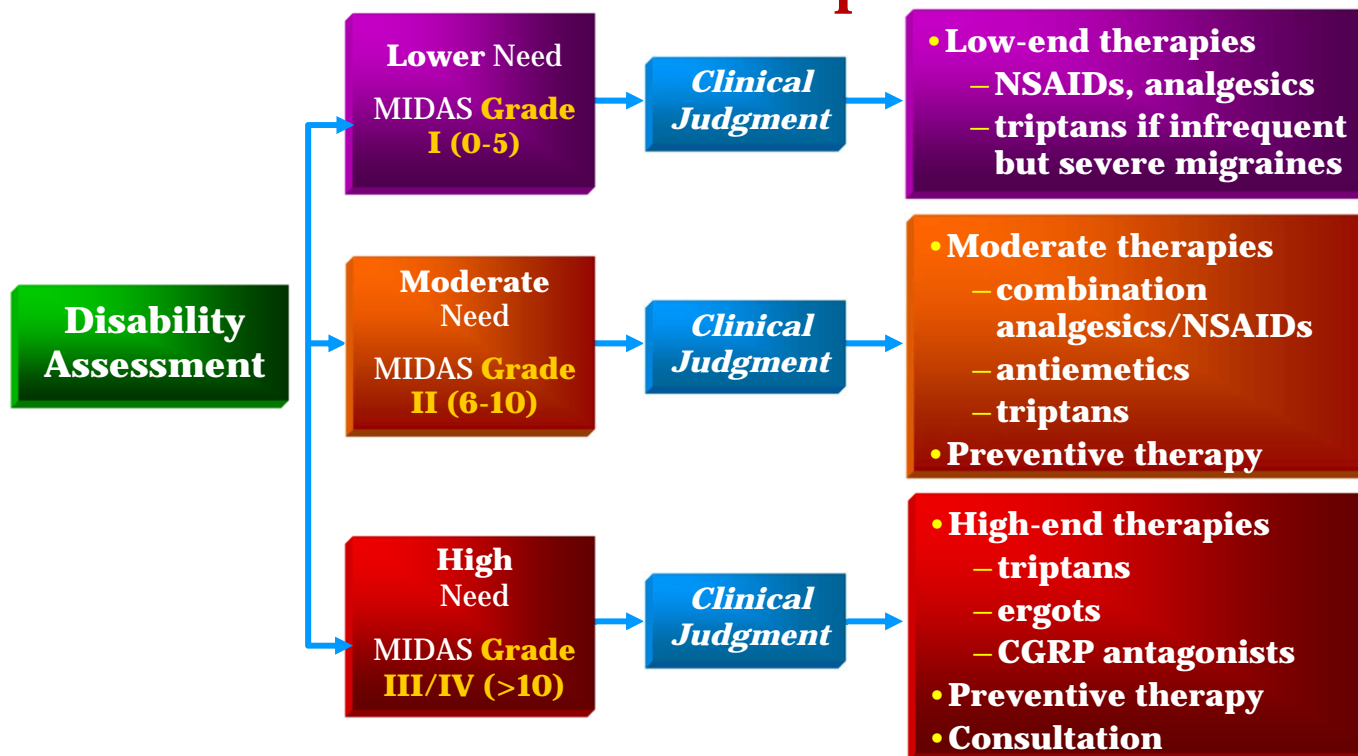 Disability
Assessment
Lower Need
MIDAS Grade
I (0-5)
Clinical
Judgment
•Low-end therapies
–NSAIDs, analgesics
–triptans if infrequent
but severe migraines
Moderate
Need
MIDAS Grade
II (6-10)
Clinical
Judgment
•Moderate therapies
–combination
analgesics/NSAIDs
–antiemetics
–triptans
•Preventive therapy
High
Need
MIDAS Grade
III/IV (>10)
Clinical
Judgment
•High-end therapies
–triptans
–ergots
–CGRP antagonists
•Preventive therapy
•Consultation